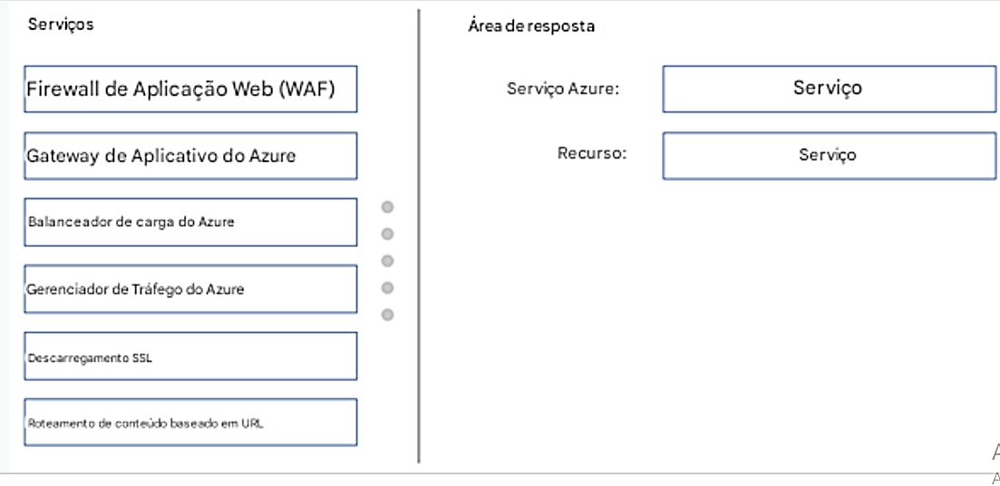 Serviços
Área de resposta
Firewall de Aplicação Web (WAF)
Serviço Azure:
Serviço
Gateway de Aplicativo do Azure
Recurso:
Serviço
Balanceador de carga do Azure
Gerenciador de Tráfego do Azure
Descarregamento SSL
Roteamento de conteúdo baseado em URL
A
A